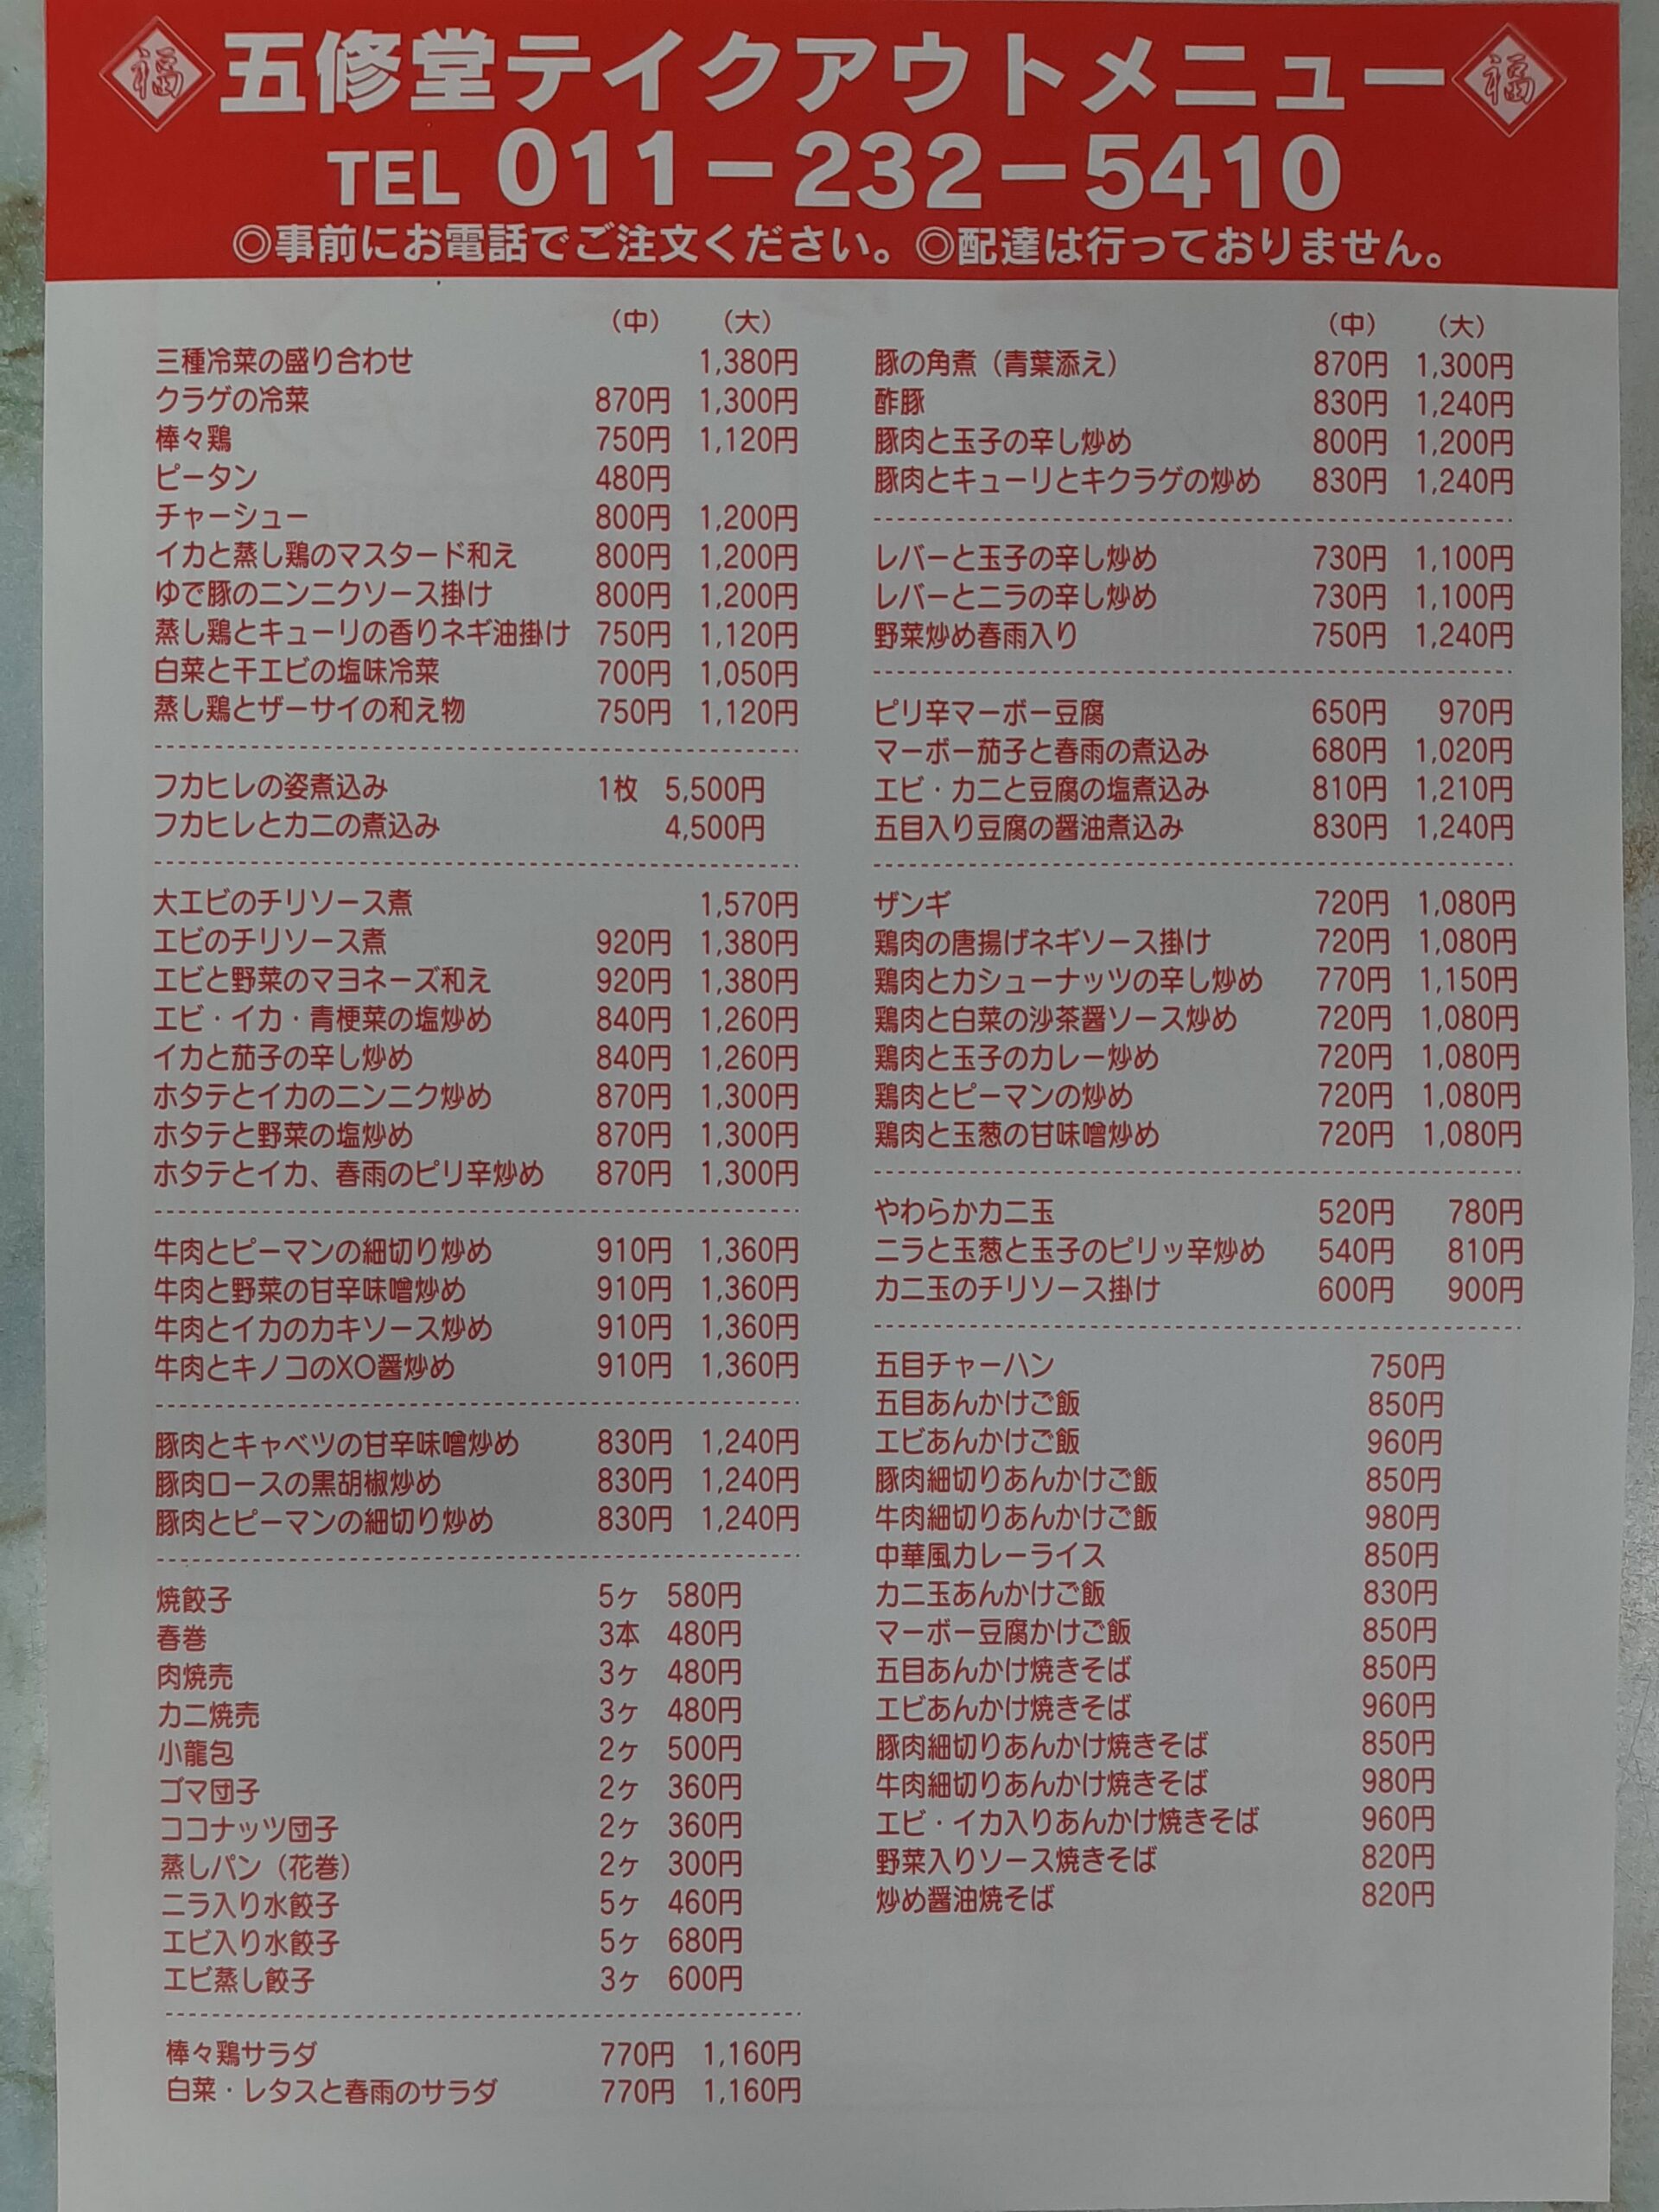 福 五修堂テイクアウトメニュー 福
TEL 011-232-5410
◎事前にお電話でご注文ください。◎配達は行っておりません。
（中） （大）
三種冷菜の盛り合わせ 1,380円
クラゲの冷菜 870円 1,300円
棒々鶏 750円 1,120円
ピータン 480円
チャーシュー 800円 1,200円
イカと蒸し鶏のマスタード和え 800円 1,200円
ゆで豚のニンニクソース掛け 800円 1,200円
蒸し鶏とキューリの香りネギ油掛け 750円 1,120円
白菜と干エビの塩味冷菜 700円 1,050円
蒸し鶏とザーサイの和え物 750円 1,120円
フカヒレの姿煮込み 1枚 5,500円
フカヒレとカニの煮込み 4,500円
大エビのチリソース煮 1,570円
エビのチリソース煮 920円 1,380円
エビと野菜のマヨネーズ和え 920円 1,380円
エビ・イカ・青梗菜の塩炒め 840円 1,260円
イカと茄子の辛し炒め 840円 1,260円
ホタテとイカのニンニク炒め 870円 1,300円
ホタテと野菜の塩炒め 870円 1,300円
ホタテとイカ、春雨のピリ辛炒め 870円 1,300円
牛肉とピーマンの細切り炒め 910円 1,360円
牛肉と野菜の甘辛味噌炒め 910円 1,360円
牛肉とイカのカキソース炒め 910円 1,360円
牛肉とキノコのXO醤炒め 910円 1,360円
豚肉とキャベツの甘辛味噌炒め 830円 1,240円
豚肉ロースの黒胡椒炒め 830円 1,240円
豚肉とピーマンの細切り炒め 830円 1,240円
焼餃子 5ヶ 580円
春巻 3本 480円
肉焼売 3ヶ 480円
カニ焼売 3ヶ 480円
小龍包 2ヶ 500円
ゴマ団子 2ヶ 360円
ココナッツ団子 2ヶ 360円
蒸しパン（花巻） 2ヶ 300円
ニラ入り水餃子 5ヶ 460円
エビ入り水餃子 5ヶ 680円
エビ蒸し餃子 3ヶ 600円
棒々鶏サラダ 770円 1,160円
白菜・レタスと春雨のサラダ 770円 1,160円
（中） （大）
豚の角煮（青葉添え） 870円 1,300円
酢豚 830円 1,240円
豚肉と玉子の辛し炒め 800円 1,200円
豚肉とキューリとキクラゲの炒め 830円 1,240円
レバーと玉子の辛し炒め 730円 1,100円
レバーとニラの辛し炒め 730円 1,100円
野菜炒め春雨入り 750円 1,240円
ピリ辛マーボー豆腐 650円 970円
マーボー茄子と春雨の煮込み 680円 1,020円
エビ・カニと豆腐の塩煮込み 810円 1,210円
五目入り豆腐の醤油煮込み 830円 1,240円
ザンギ 720円 1,080円
鶏肉の唐揚げネギソース掛け 720円 1,080円
鶏肉とカシューナッツの辛し炒め 770円 1,150円
鶏肉と白菜の沙茶醤ソース炒め 720円 1,080円
鶏肉と玉子のカレー炒め 720円 1,080円
鶏肉とピーマンの炒め 720円 1,080円
鶏肉と玉葱の甘味噌炒め 720円 1,080円
やわらかカニ玉 520円 780円
ニラと玉葱と玉子のピリッ辛炒め 540円 810円
カニ玉のチリソース掛け 600円 900円
五目チャーハン 750円
五目あんかけご飯 850円
エビあんかけご飯 960円
豚肉細切りあんかけご飯 850円
牛肉細切りあんかけご飯 980円
中華風カレーライス 850円
カニ玉あんかけご飯 830円
マーボー豆腐かけご飯 850円
五目あんかけ焼きそば 850円
エビあんかけ焼きそば 960円
豚肉細切りあんかけ焼きそば 850円
牛肉細切りあんかけ焼きそば 980円
エビ・イカ入りあんかけ焼きそば 960円
野菜入りソース焼きそば 820円
炒め醤油焼そば 820円